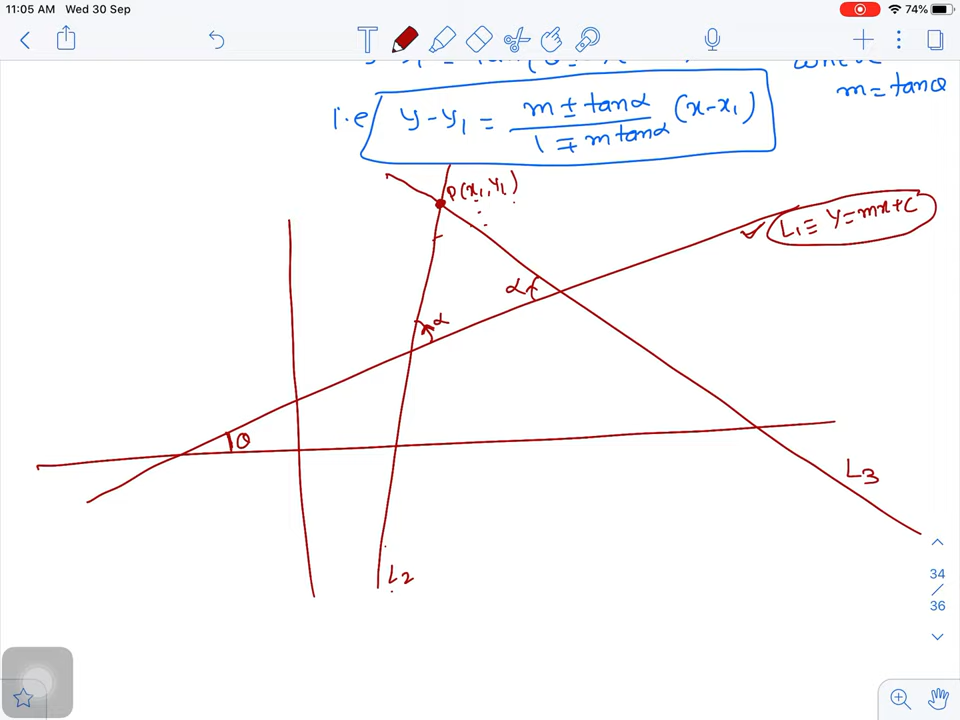 11:05 AM Wed 30 Sep
74%
m = tanθ
i.e y - y₁ = (m ± tanα)/(1 ∓ m tanα) (x - x₁)
P(x₁, y₁)
L₁ ≡ y = mx + c
α
α
θ
L₃
L₂
34
/
36